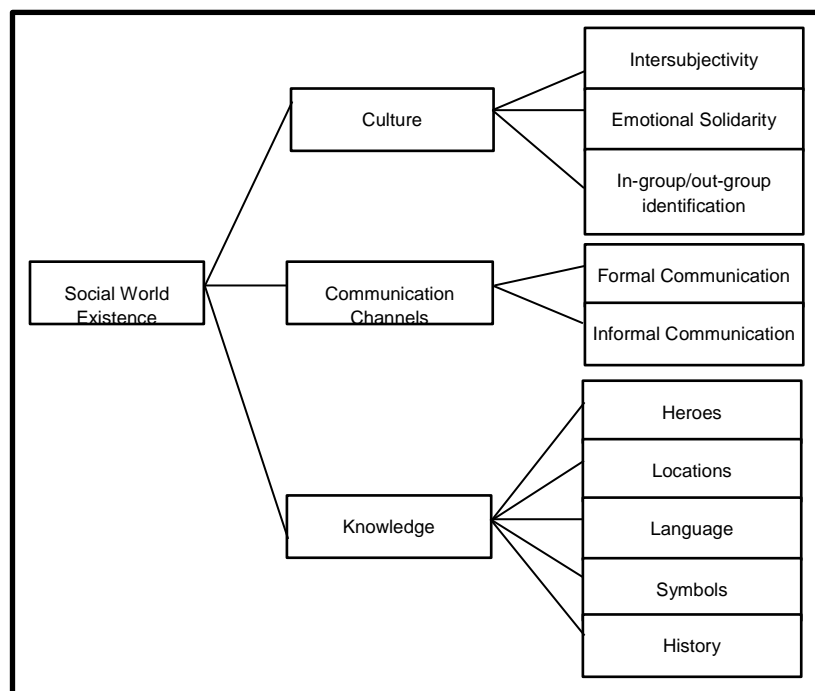 Intersubjectivity
Culture
Emotional Solidarity
In-group/out-group
identification
Social World
Existence
Communication
Channels
Formal Communication
Informal Communication
Heroes
Locations
Knowledge
Language
Symbols
History